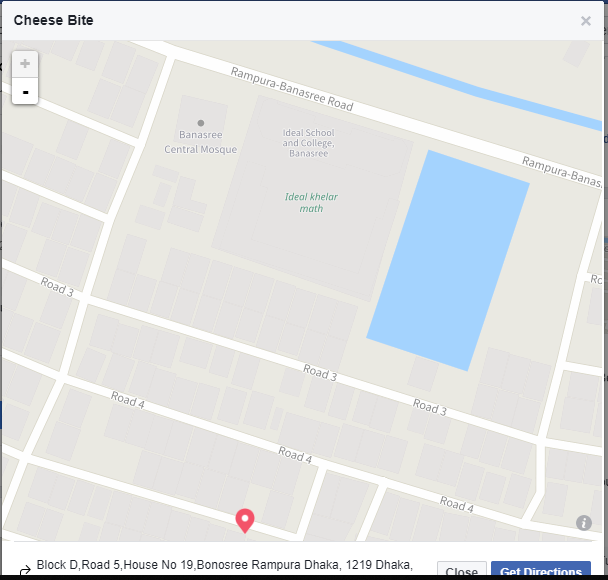 Cheese Bite
×
+
-
Rampura-Banasree Road
Ideal School
and College,
Banasree
Banasree
Central Mosque
Rampura-Banas
Ideal khelar
math
Road 3
Road 3
Road 3
Road 4
Road 4
Road 4
i
Block D,Road 5,House No 19,Bonosree Rampura Dhaka, 1219 Dhaka,
Close
Get Directions